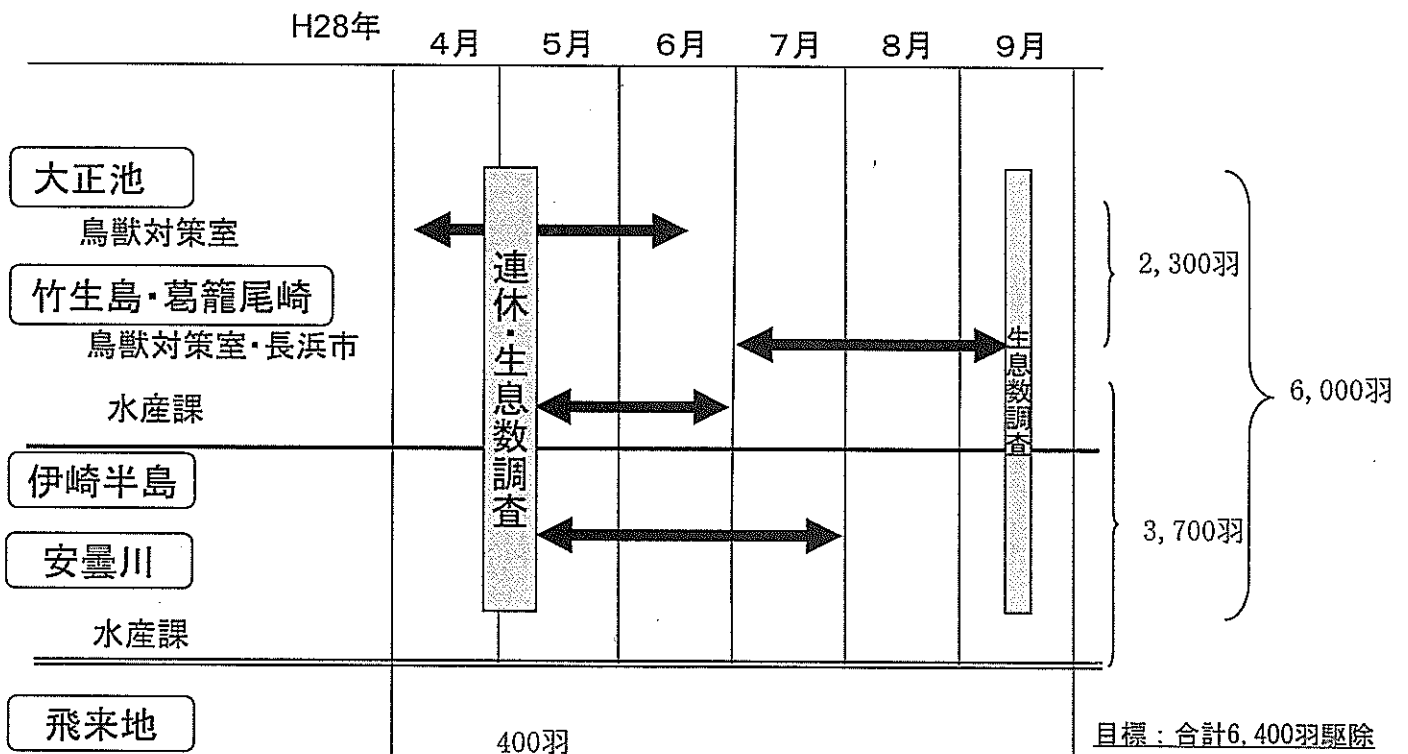 H28年
4月 5月 6月 7月 8月 9月
大正池
鳥獣対策室
竹生島・葛籠尾崎
鳥獣対策室・長浜市
水産課
伊崎半島
安曇川
水産課
飛来地
連休・生息数調査
生息数調査
2,300羽
6,000羽
3,700羽
400羽
目標：合計6,400羽駆除